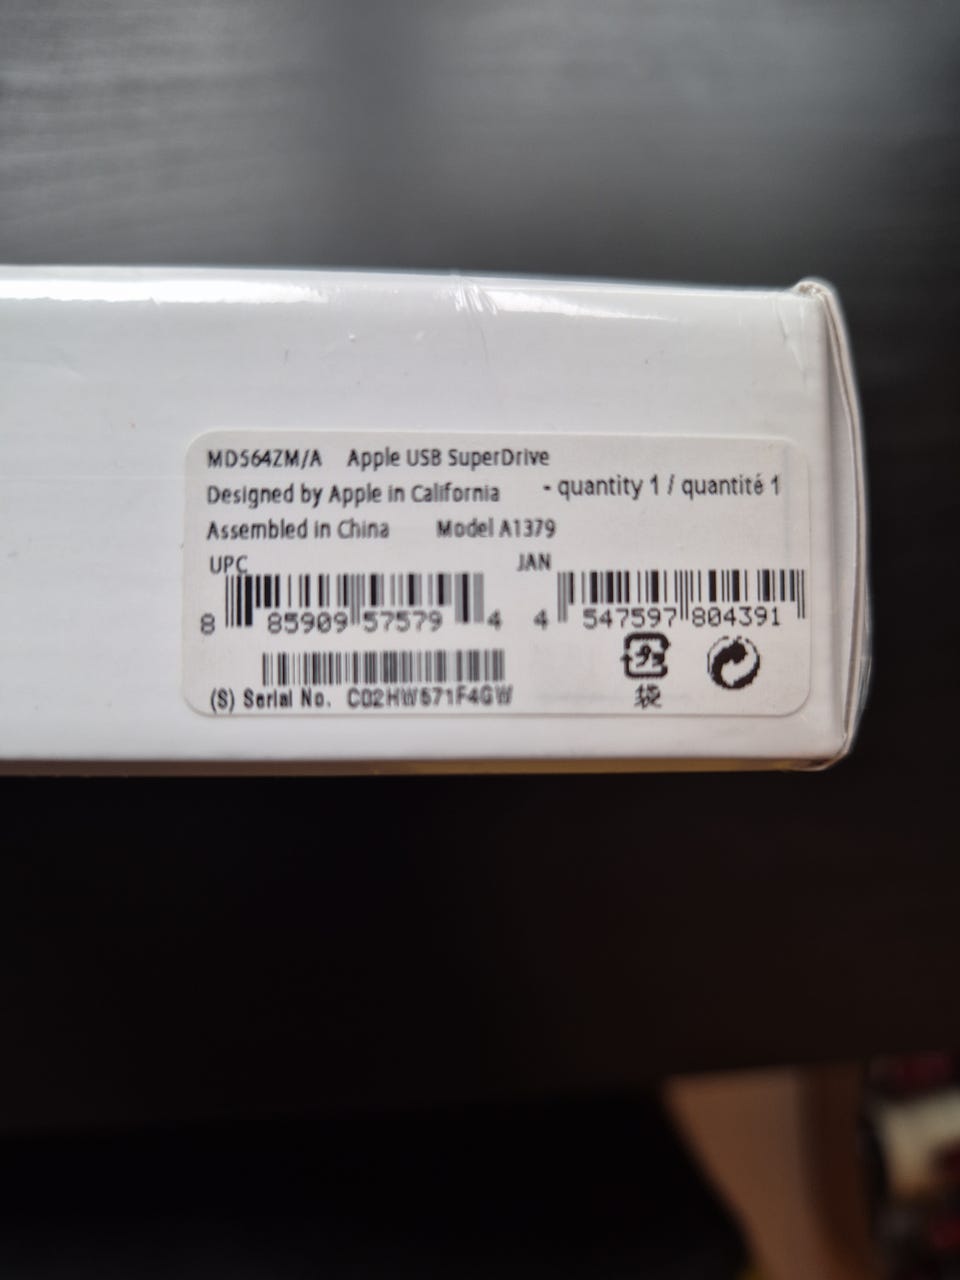 MD564ZM/A Apple USB SuperDrive
Designed by Apple in California - quantity 1 / quantité 1
Assembled in China Model A1379
UPC JAN
8 85909 57579 4 4 547597 804391
(S) Serial No. C02HW571F4GW
袋